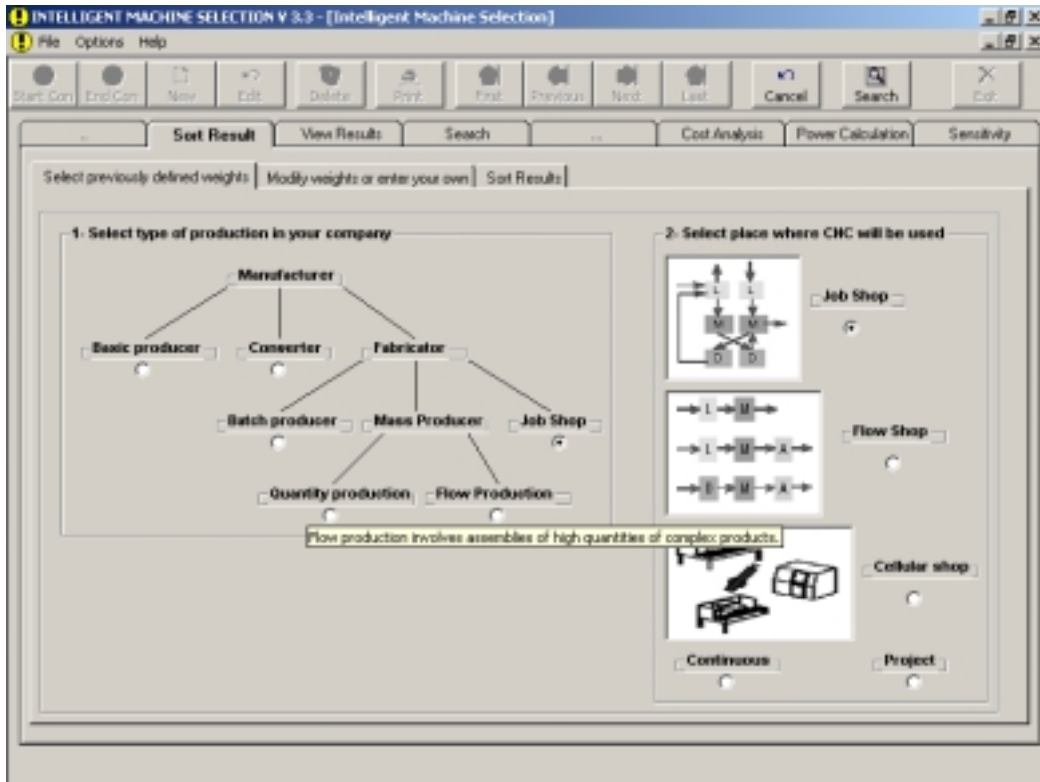 INTELLIGENT MACHINE SELECTION V 3.3 - [Intelligent Machine Selection]
File Options Help
Start Con End Con New Edit Delete Print First Previous Next Last Cancel Search Exit
.. Sort Result View Results Search ... Cost Analysis Power Calculation Sensitivity
Select previously defined weights Modify weights or enter your own Sort Results
1- Select type of production in your company
Manufacturer
Basic producer Converter Fabricator
Batch producer Mass Producer Job Shop
Quantity production Flow Production
Flow production involves assemblies of high quantities of complex products.
2- Select place where CNC will be used
L L
M M
D D
Job Shop
L M
L M A
D M A
Flow Shop
Cellular shop
Continuous Project